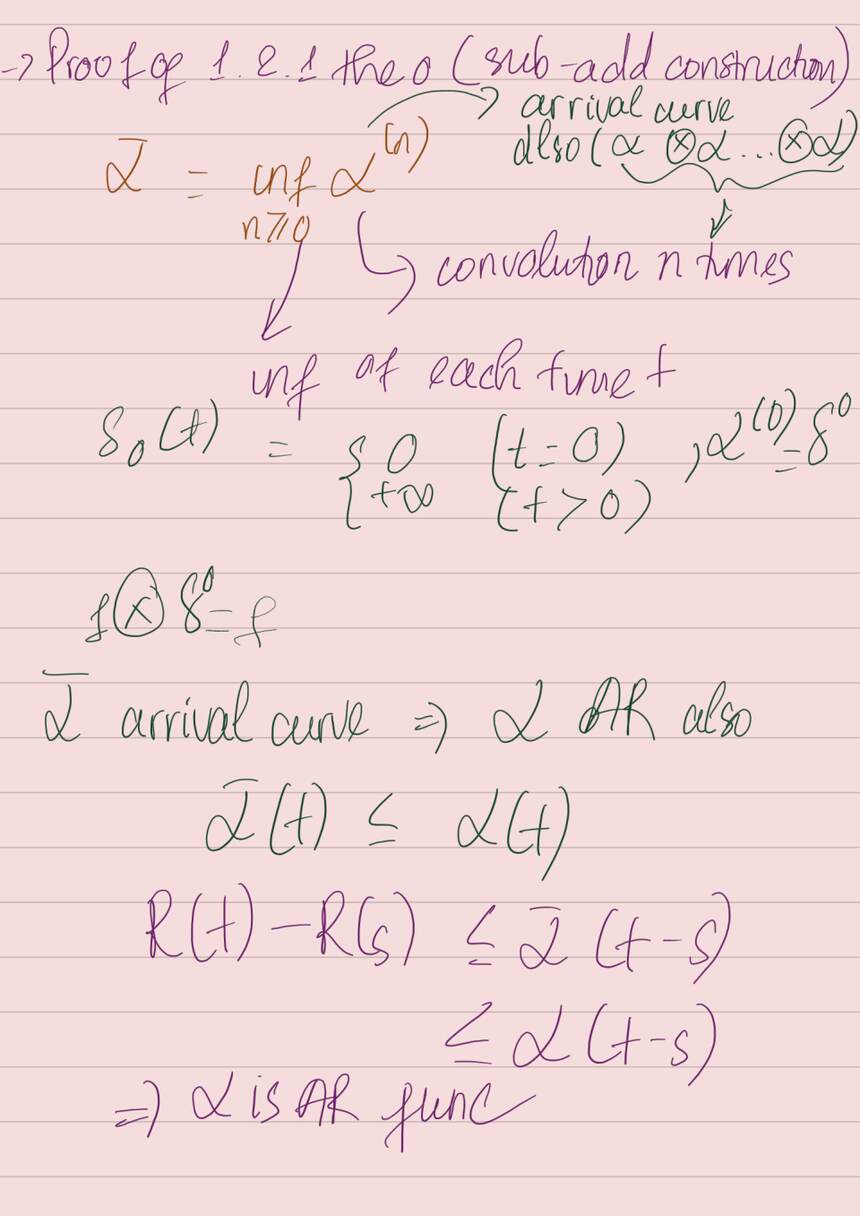 → Proof of 1.2.1 theo (sub-add construction)
arrival curve
also (α ⊗ α ... ⊗ α)
ᾱ = inf α^(n)
n ≥ 0
convolution n times
inf of each time t
δ₀(t) = { 0 (t = 0) , α^(0) = δ⁰
{ +∞ (t > 0)
f ⊗ δ⁰ = f
ᾱ arrival curve ⇒ α AR also
ᾱ(t) ≤ α(t)
R(t) - R(s) ≤ ᾱ(t-s)
≤ α(t-s)
⇒ α is AR func